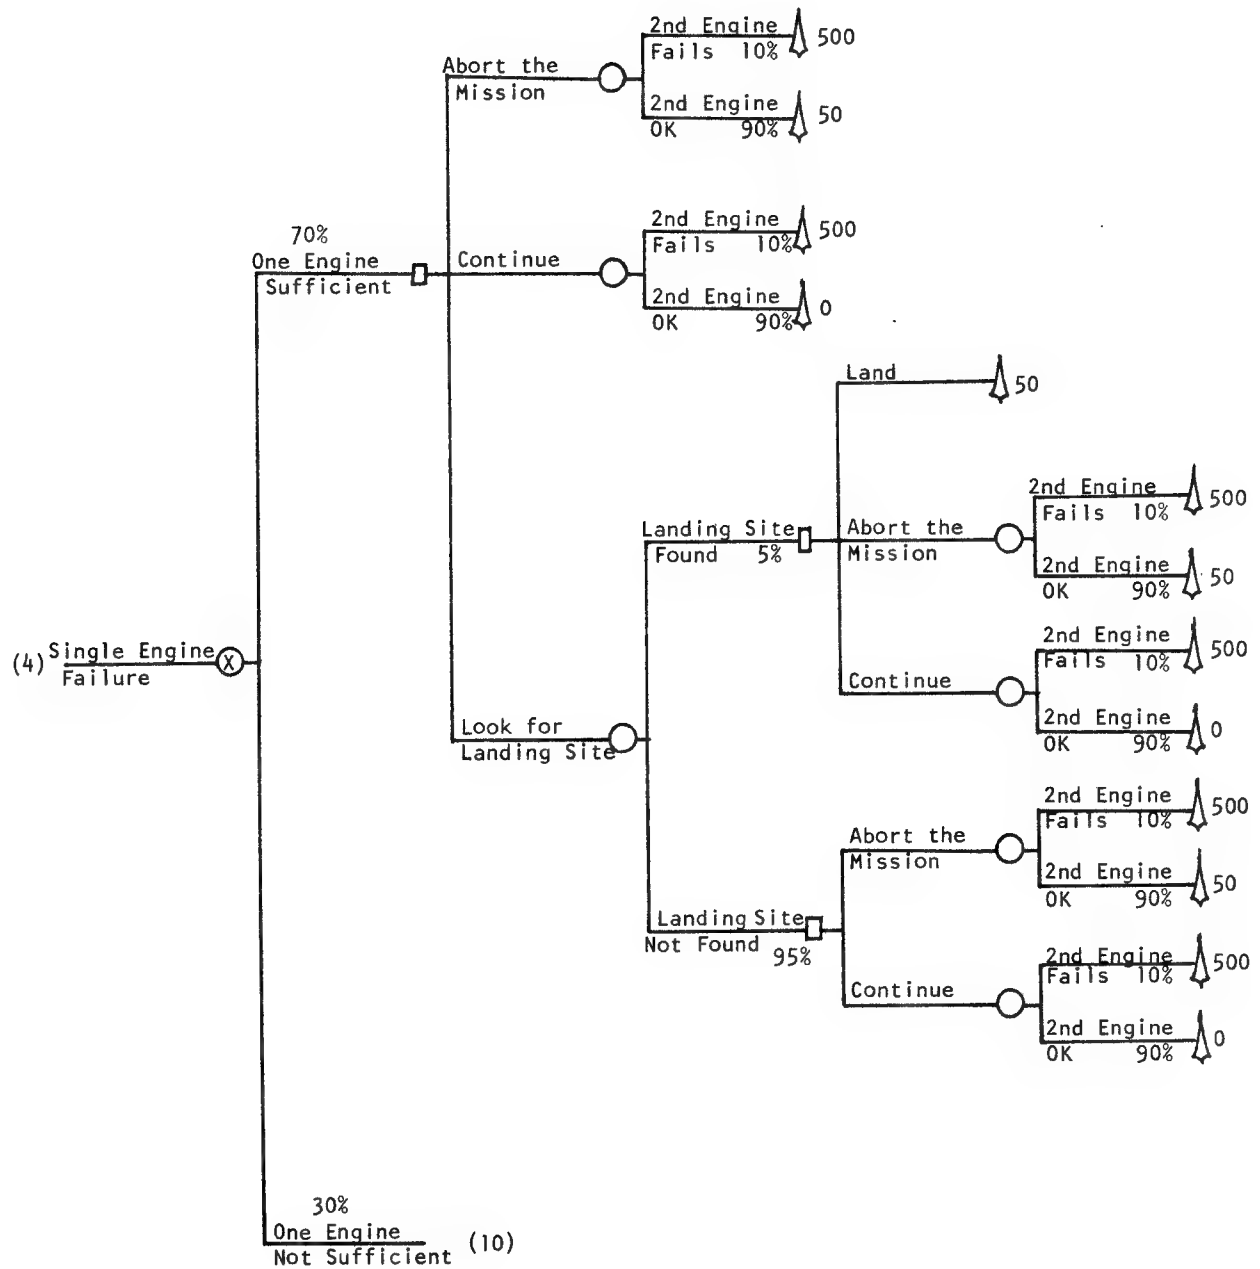 2nd Engine
Fails 10%
500
Abort the
Mission
2nd Engine
OK 90%
50
70%
One Engine
Sufficient
Continue
2nd Engine
Fails 10%
500
2nd Engine
OK 90%
0
Land
50
Landing Site
Found 5%
Abort the
Mission
2nd Engine
Fails 10%
500
2nd Engine
OK 90%
50
(4) Single Engine
Failure
X
Look for
Landing Site
Continue
2nd Engine
Fails 10%
500
2nd Engine
OK 90%
0
Landing Site
Not Found
95%
Abort the
Mission
2nd Engine
Fails 10%
500
2nd Engine
OK 90%
50
Continue
2nd Engine
Fails 10%
500
2nd Engine
OK 90%
0
30%
One Engine
Not Sufficient
(10)